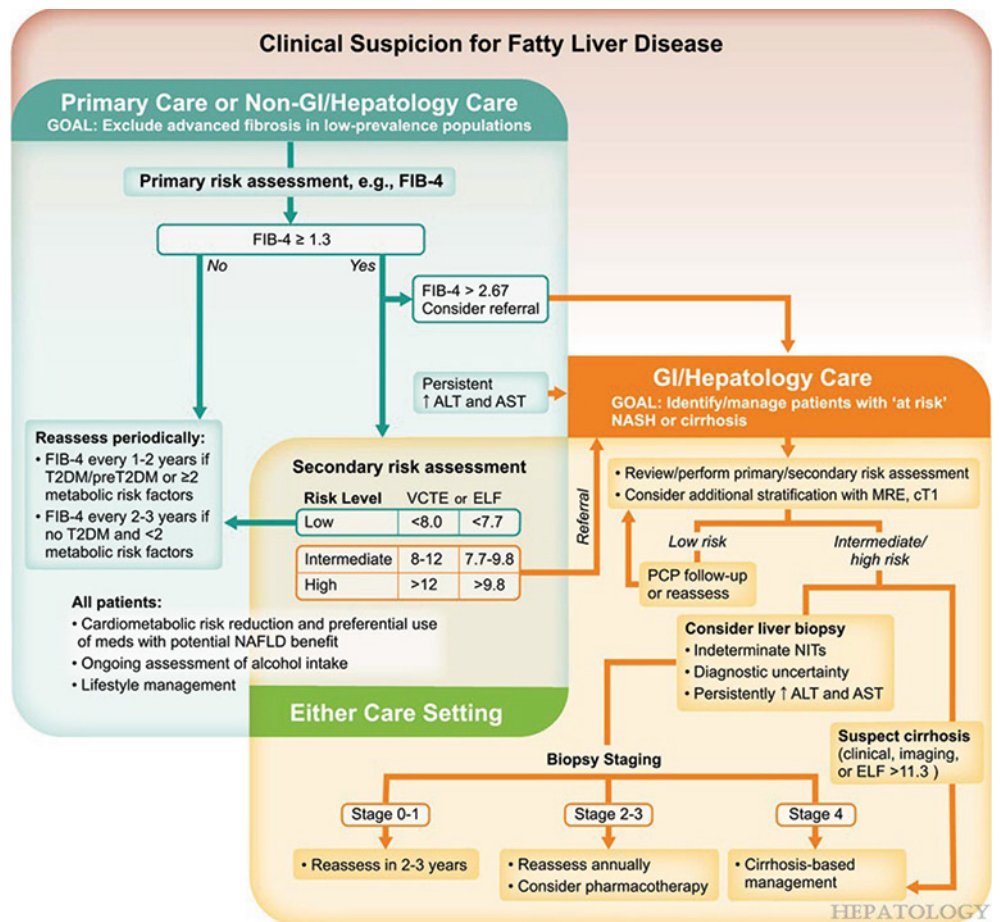 Clinical Suspicion for Fatty Liver Disease
Primary Care or Non-GI/Hepatology Care
GOAL: Exclude advanced fibrosis in low-prevalence populations
Primary risk assessment, e.g., FIB-4
FIB-4 ≥ 1.3
No
Yes
FIB-4 > 2.67
Consider referral
Persistent
↑ ALT and AST
GI/Hepatology Care
GOAL: Identify/manage patients with 'at risk'
NASH or cirrhosis
Reassess periodically:
• FIB-4 every 1-2 years if
T2DM/preT2DM or ≥2
metabolic risk factors
• FIB-4 every 2-3 years if
no T2DM and <2
metabolic risk factors
Secondary risk assessment
Risk Level VCTE or ELF
Low <8.0 <7.7
Intermediate 8-12 7.7-9.8
High >12 >9.8
Referral
• Review/perform primary/secondary risk assessment
• Consider additional stratification with MRE, cT1
Low risk
Intermediate/
high risk
PCP follow-up
or reassess
All patients:
• Cardiometabolic risk reduction and preferential use
of meds with potential NAFLD benefit
• Ongoing assessment of alcohol intake
• Lifestyle management
Consider liver biopsy
• Indeterminate NITs
• Diagnostic uncertainty
• Persistently ↑ ALT and AST
Either Care Setting
Suspect cirrhosis
(clinical, imaging,
or ELF >11.3 )
Biopsy Staging
Stage 0-1
Stage 2-3
Stage 4
• Reassess in 2-3 years
• Reassess annually
• Consider pharmacotherapy
• Cirrhosis-based
management
HEPATOLOGY